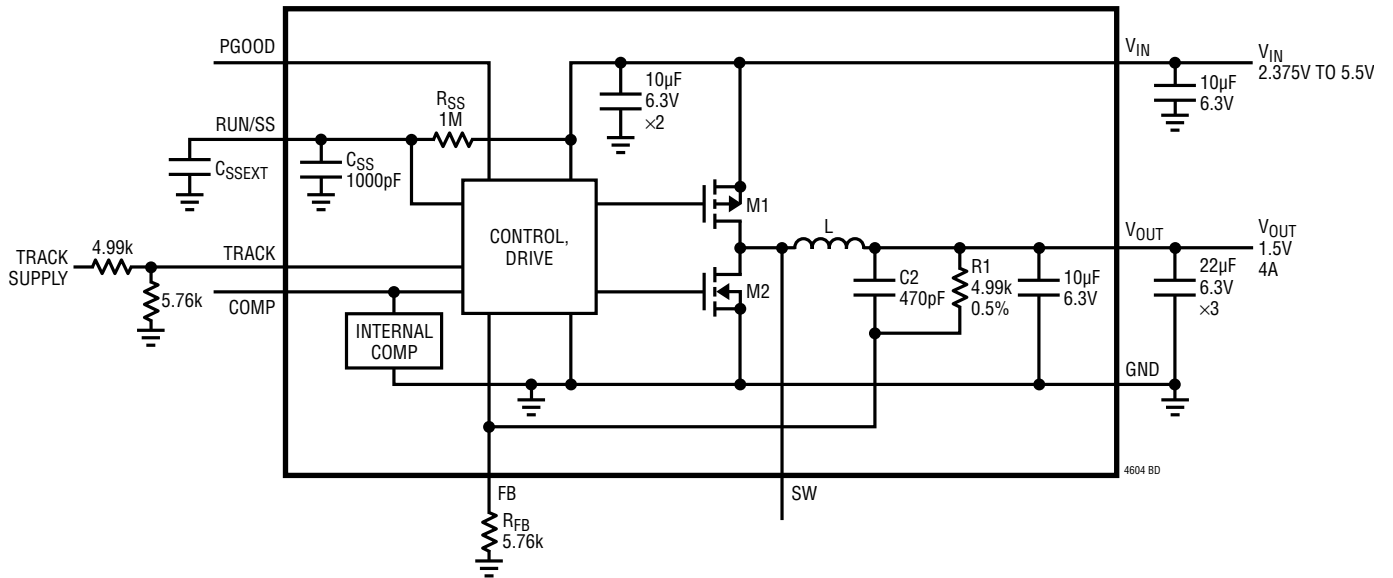 PGOOD
RUN/SS
C_SSEXT
C_SS
1000pF
R_SS
1M
10µF
6.3V
×2
V_IN
10µF
6.3V
V_IN
2.375V TO 5.5V
TRACK
SUPPLY
4.99k
5.76k
TRACK
COMP
INTERNAL
COMP
CONTROL,
DRIVE
M1
M2
L
C2
470pF
R1
4.99k
0.5%
10µF
6.3V
V_OUT
22µF
6.3V
×3
V_OUT
1.5V
4A
GND
FB
R_FB
5.76k
SW
4604 BD